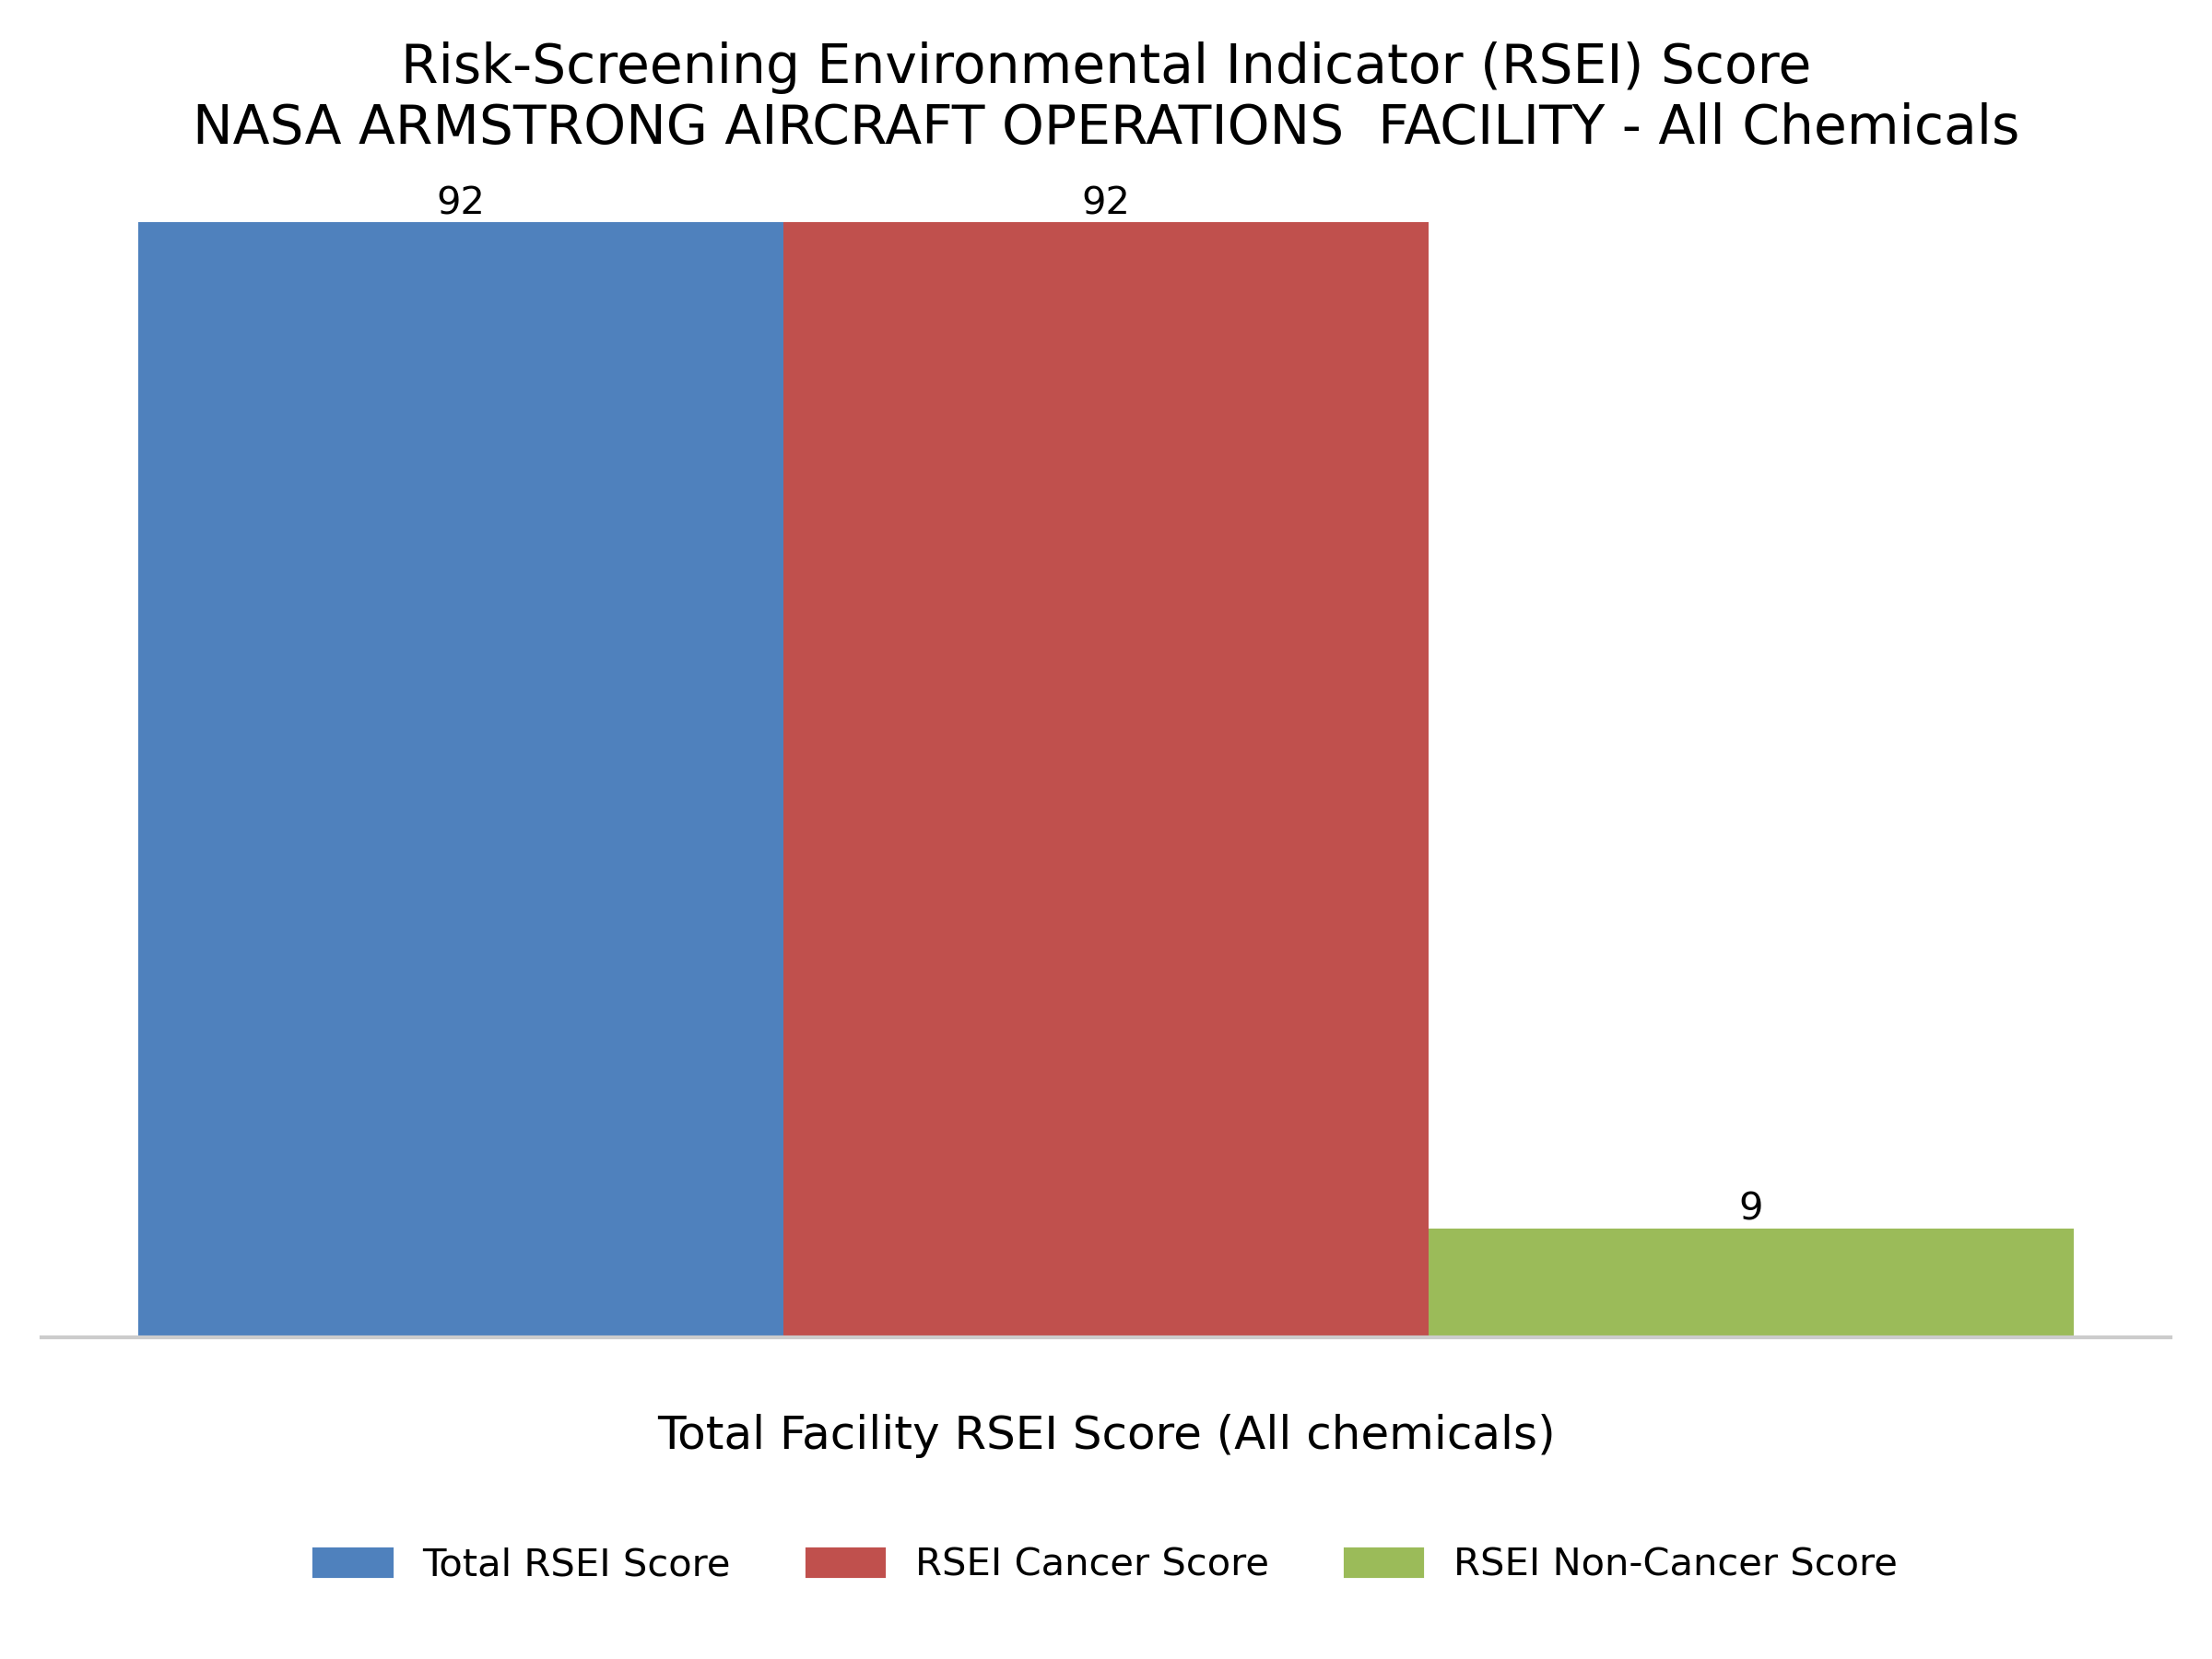 Risk-Screening Environmental Indicator (RSEI) Score
NASA ARMSTRONG AIRCRAFT OPERATIONS  FACILITY - All Chemicals
92
92
9
Total Facility RSEI Score (All chemicals)
Total RSEI Score
RSEI Cancer Score
RSEI Non-Cancer Score